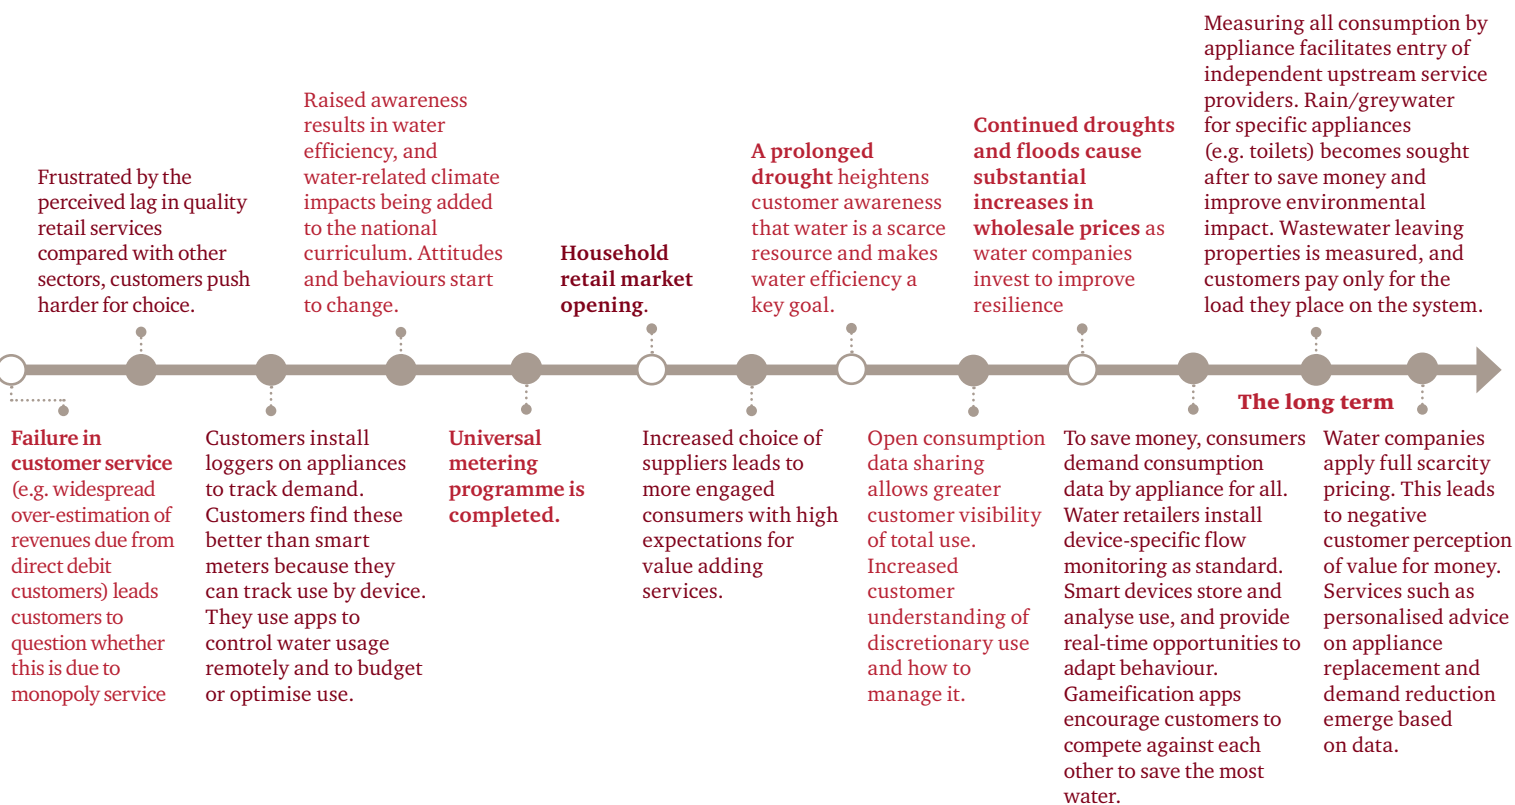 Failure in
customer service
(e.g. widespread
over-estimation of
revenues due from
direct debit
customers) leads
customers to
question whether
this is due to
monopoly service
Frustrated by the
perceived lag in quality
retail services
compared with other
sectors, customers push
harder for choice.
Customers install
loggers on appliances
to track demand.
Customers find these
better than smart
meters because they
can track use by device.
They use apps to
control water usage
remotely and to budget
or optimise use.
Raised awareness
results in water
efficiency, and
water-related climate
impacts being added
to the national
curriculum. Attitudes
and behaviours start
to change.
Universal
metering
programme is
completed.
Household
retail market
opening.
Increased choice of
suppliers leads to
more engaged
consumers with high
expectations for
value adding
services.
A prolonged
drought heightens
customer awareness
that water is a scarce
resource and makes
water efficiency a
key goal.
Open consumption
data sharing
allows greater
customer visibility
of total use.
Increased
customer
understanding of
discretionary use
and how to
manage it.
Continued droughts
and floods cause
substantial
increases in
wholesale prices as
water companies
invest to improve
resilience
To save money, consumers
demand consumption
data by appliance for all.
Water retailers install
device-specific flow
monitoring as standard.
Smart devices store and
analyse use, and provide
real-time opportunities to
adapt behaviour.
Gameification apps
encourage customers to
compete against each
other to save the most
water.
Measuring all consumption by
appliance facilitates entry of
independent upstream service
providers. Rain/greywater
for specific appliances
(e.g. toilets) becomes sought
after to save money and
improve environmental
impact. Wastewater leaving
properties is measured, and
customers pay only for the
load they place on the system.
The long term
Water companies
apply full scarcity
pricing. This leads
to negative
customer perception
of value for money.
Services such as
personalised advice
on appliance
replacement and
demand reduction
emerge based
on data.